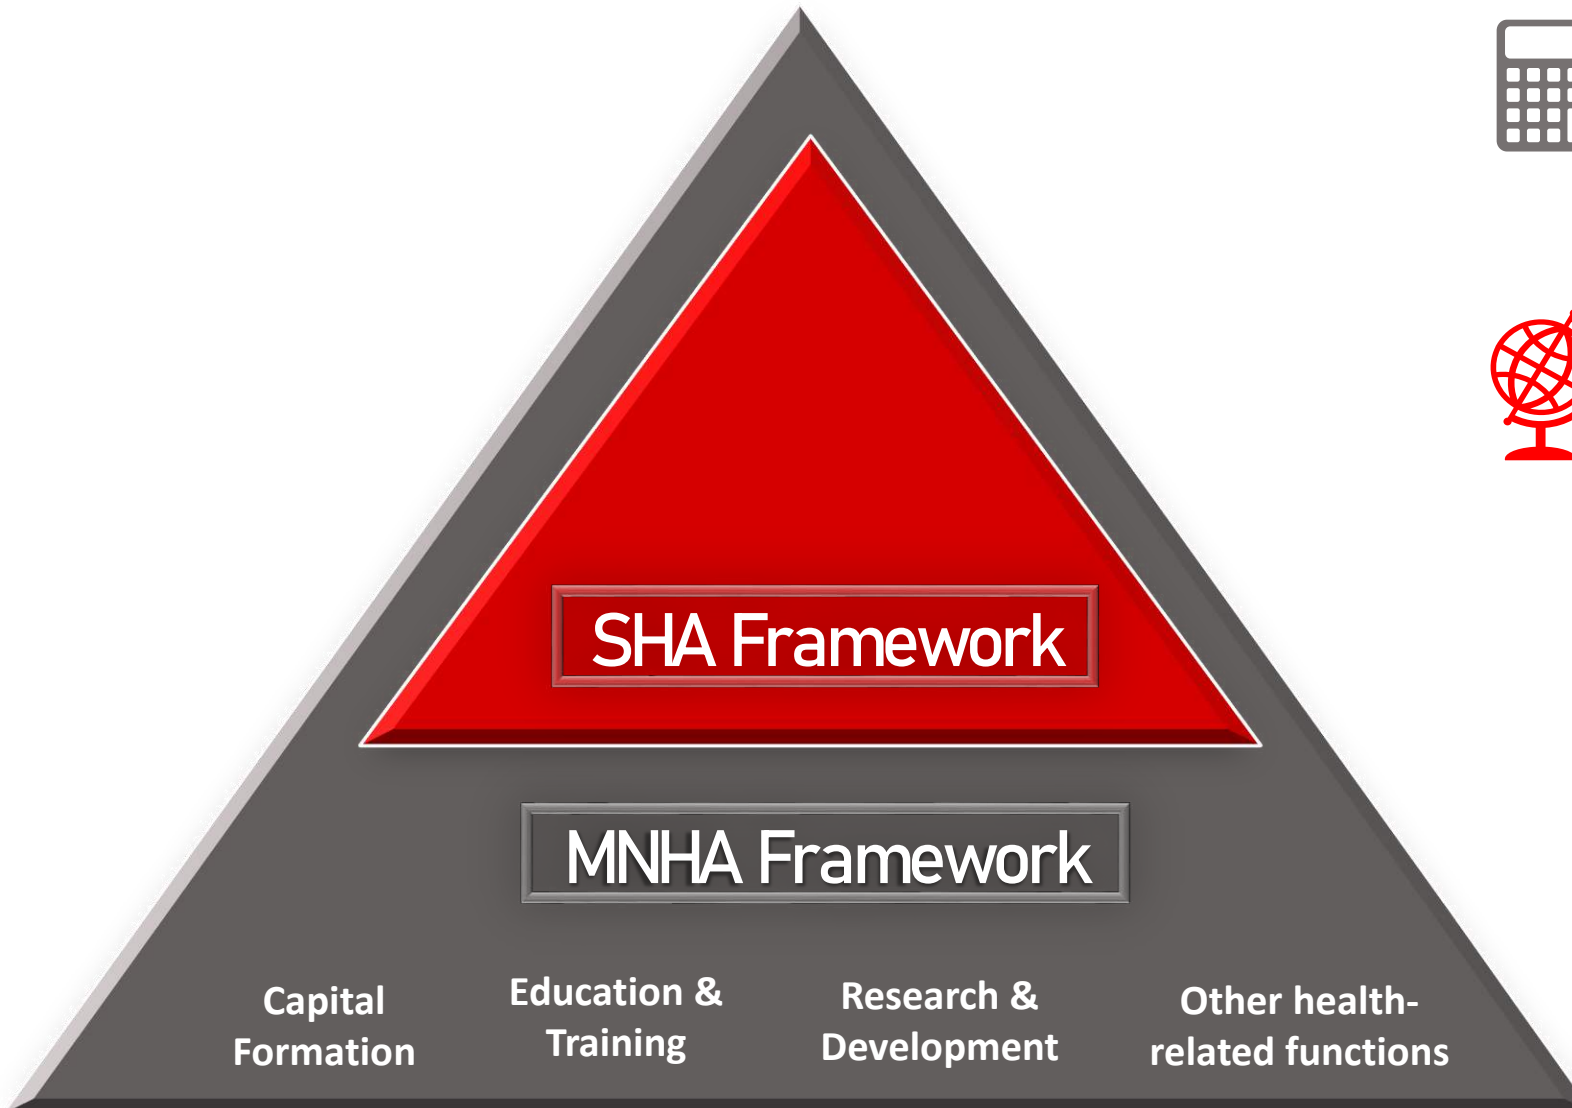 SHA Framework
MNHA Framework
Capital
Formation
Education &
Training
Research &
Development
Other health-
related functions